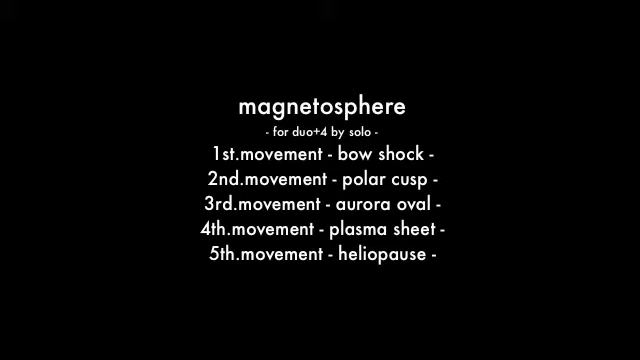 magnetosphere
- for duo+4 by solo -
1st.movement - bow shock -
2nd.movement - polar cusp -
3rd.movement - aurora oval -
4th.movement - plasma sheet -
5th.movement - heliopause -